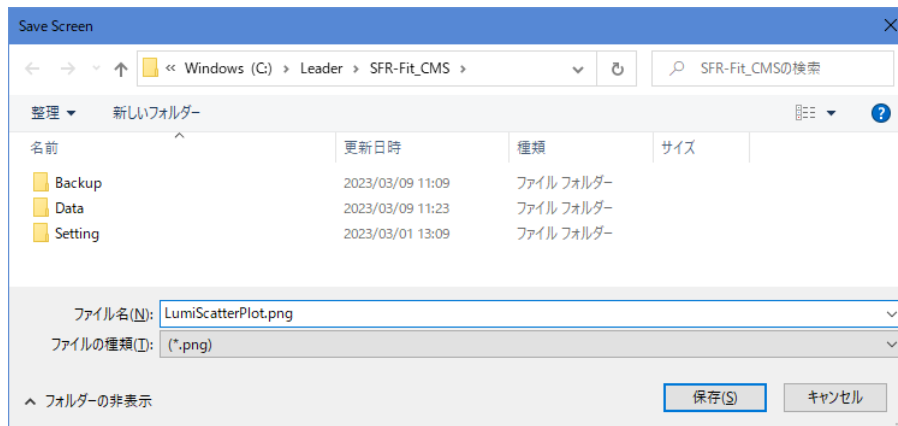 Save Screen
« Windows (C:) › Leader › SFR-Fit_CMS › SFR-Fit_CMSの検索
整理 新しいフォルダー ?
名前 更新日時 種類 サイズ
Backup 2023/03/09 11:09 ファイル フォルダー
Data 2023/03/09 11:23 ファイル フォルダー
Setting 2023/03/01 13:09 ファイル フォルダー
ファイル名(N): LumiScatterPlot.png
ファイルの種類(T): (*.png)
フォルダーの非表示 保存(S) キャンセル